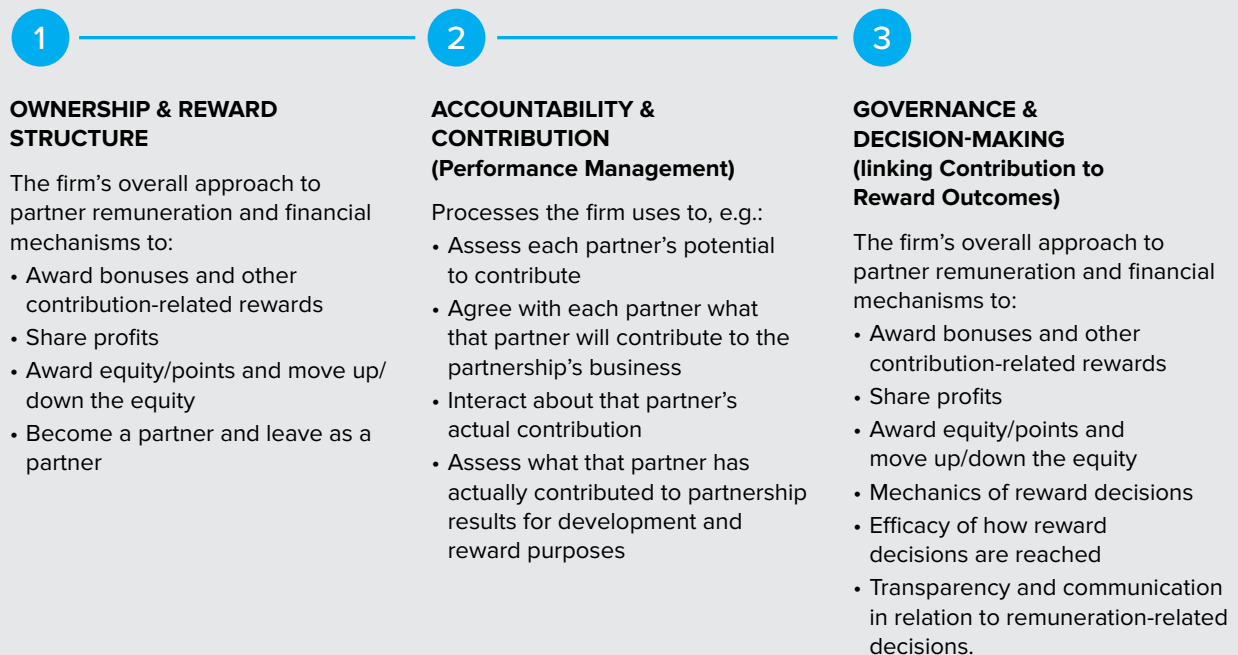 1
2
3
OWNERSHIP & REWARD
STRUCTURE
The firm's overall approach to
partner remuneration and financial
mechanisms to:
• Award bonuses and other
contribution-related rewards
• Share profits
• Award equity/points and move up/
down the equity
• Become a partner and leave as a
partner
ACCOUNTABILITY &
CONTRIBUTION
(Performance Management)
Processes the firm uses to, e.g.:
• Assess each partner's potential
to contribute
• Agree with each partner what
that partner will contribute to the
partnership's business
• Interact about that partner's
actual contribution
• Assess what that partner has
actually contributed to partnership
results for development and
reward purposes
GOVERNANCE &
DECISION-MAKING
(linking Contribution to
Reward Outcomes)
The firm's overall approach to
partner remuneration and financial
mechanisms to:
• Award bonuses and other
contribution-related rewards
• Share profits
• Award equity/points and
move up/down the equity
• Mechanics of reward decisions
• Efficacy of how reward
decisions are reached
• Transparency and communication
in relation to remuneration-related
decisions.